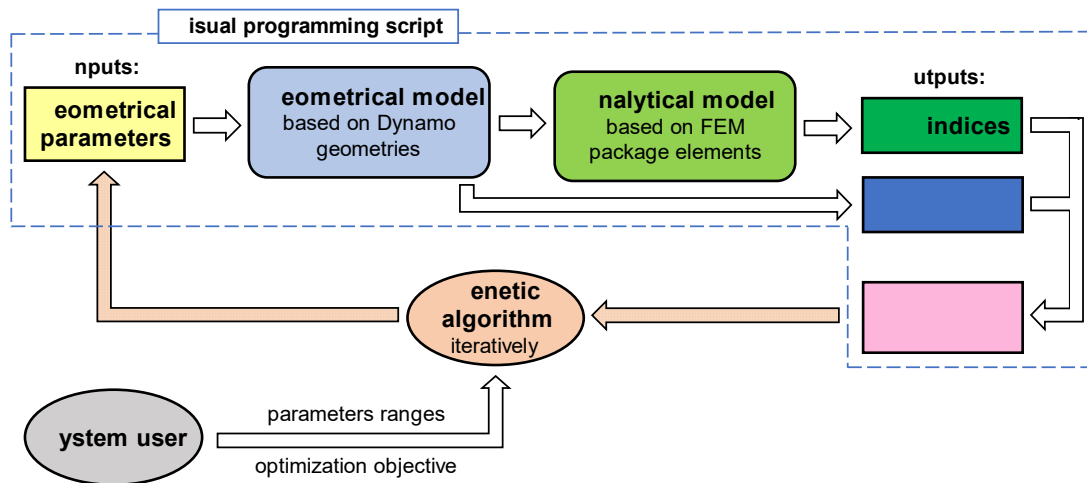 isual programming script
nputs:
eometrical
parameters
eometrical model
based on Dynamo
geometries
nalytical model
based on FEM
package elements
utputs:
indices
enetic
algorithm
iteratively
ystem user
parameters ranges
optimization objective